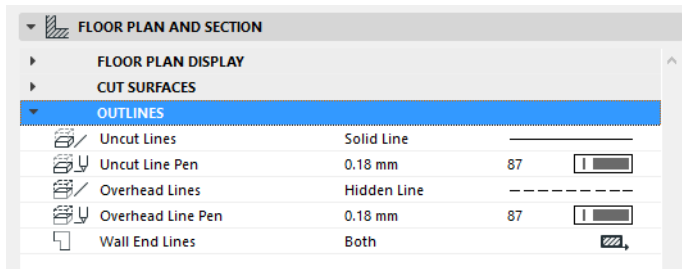 FLOOR PLAN AND SECTION
FLOOR PLAN DISPLAY
CUT SURFACES
OUTLINES
Uncut Lines Solid Line
Uncut Line Pen 0.18 mm 87
Overhead Lines Hidden Line
Overhead Line Pen 0.18 mm 87
Wall End Lines Both